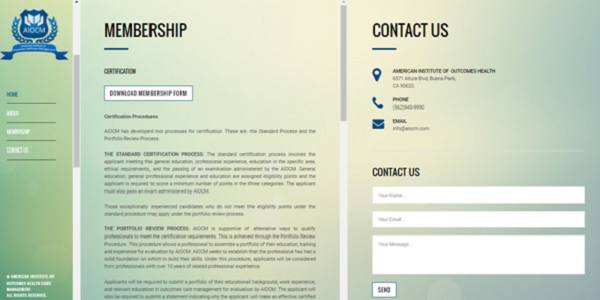 AIOCM
HOME
ABOUT
MEMBERSHIP
CONTACT US
© AMERICAN INSTITUTE OF
OUTCOMES HEALTH CARE
MANAGEMENT.
ALL RIGHTS RESERVED.
MEMBERSHIP
CERTIFICATION
DOWNLOAD MEMBERSHIP FORM
Certification Procedures
AIOCM has developed two processes for certification. These are: the Standard Process and the
Portfolio Review Process.
THE STANDARD CERTIFICATION PROCESS: The standard certification process involves the
applicant meeting the general education, professional experience, education in the specific area,
ethical requirements, and the passing of an examination administered by the AIOCM. General
education, general professional experience and education are assigned eligibility points and the
applicant is required to score a minimum number of points in the three categories. The applicant
must also pass an exam administered by AIOCM.
Those exceptionally experienced candidates who do not meet the eligibility points under the
standard procedure may apply under the portfolio review process.
THE PORTFOLIO REVIEW PROCESS: AIOCM is supportive of alternative ways to qualify
professionals to meet the certification requirements. This is achieved through the Portfolio Review
Procedure. This procedure allows a professional to assemble a portfolio of their education, training
and experience for evaluation by AIOCM. AIOCM seeks to establish that the professional has had a
solid foundation on which to build their skills. Under this procedure, applicants will be considered
from professionals with over 10 years of related professional experience.
Applicants will be required to submit a portfolio of their educational background, work experience,
and relevant education in outcomes care management for evaluation by AIOCM. The applicant will
also be required to submit a statement indicating why the applicant will make an effective certified
CONTACT US
AMERICAN INSTITUTE OF OUTCOMES HEALTH
6571 Altura Blvd, Buena Park,
CA 90620.
PHONE
(562)945-9990
EMAIL
info@aiocm.com
CONTACT US
Your Name...
Your Email...
Your Message...
SEND